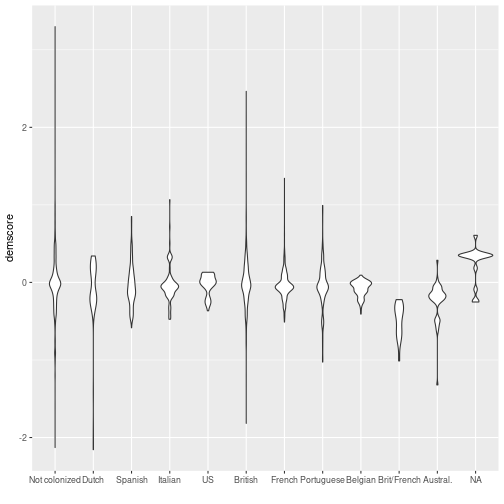 demscore
2
0
-2
Not colonized Dutch Spanish Italian US British French Portuguese Belgian Brit/French Austral. NA